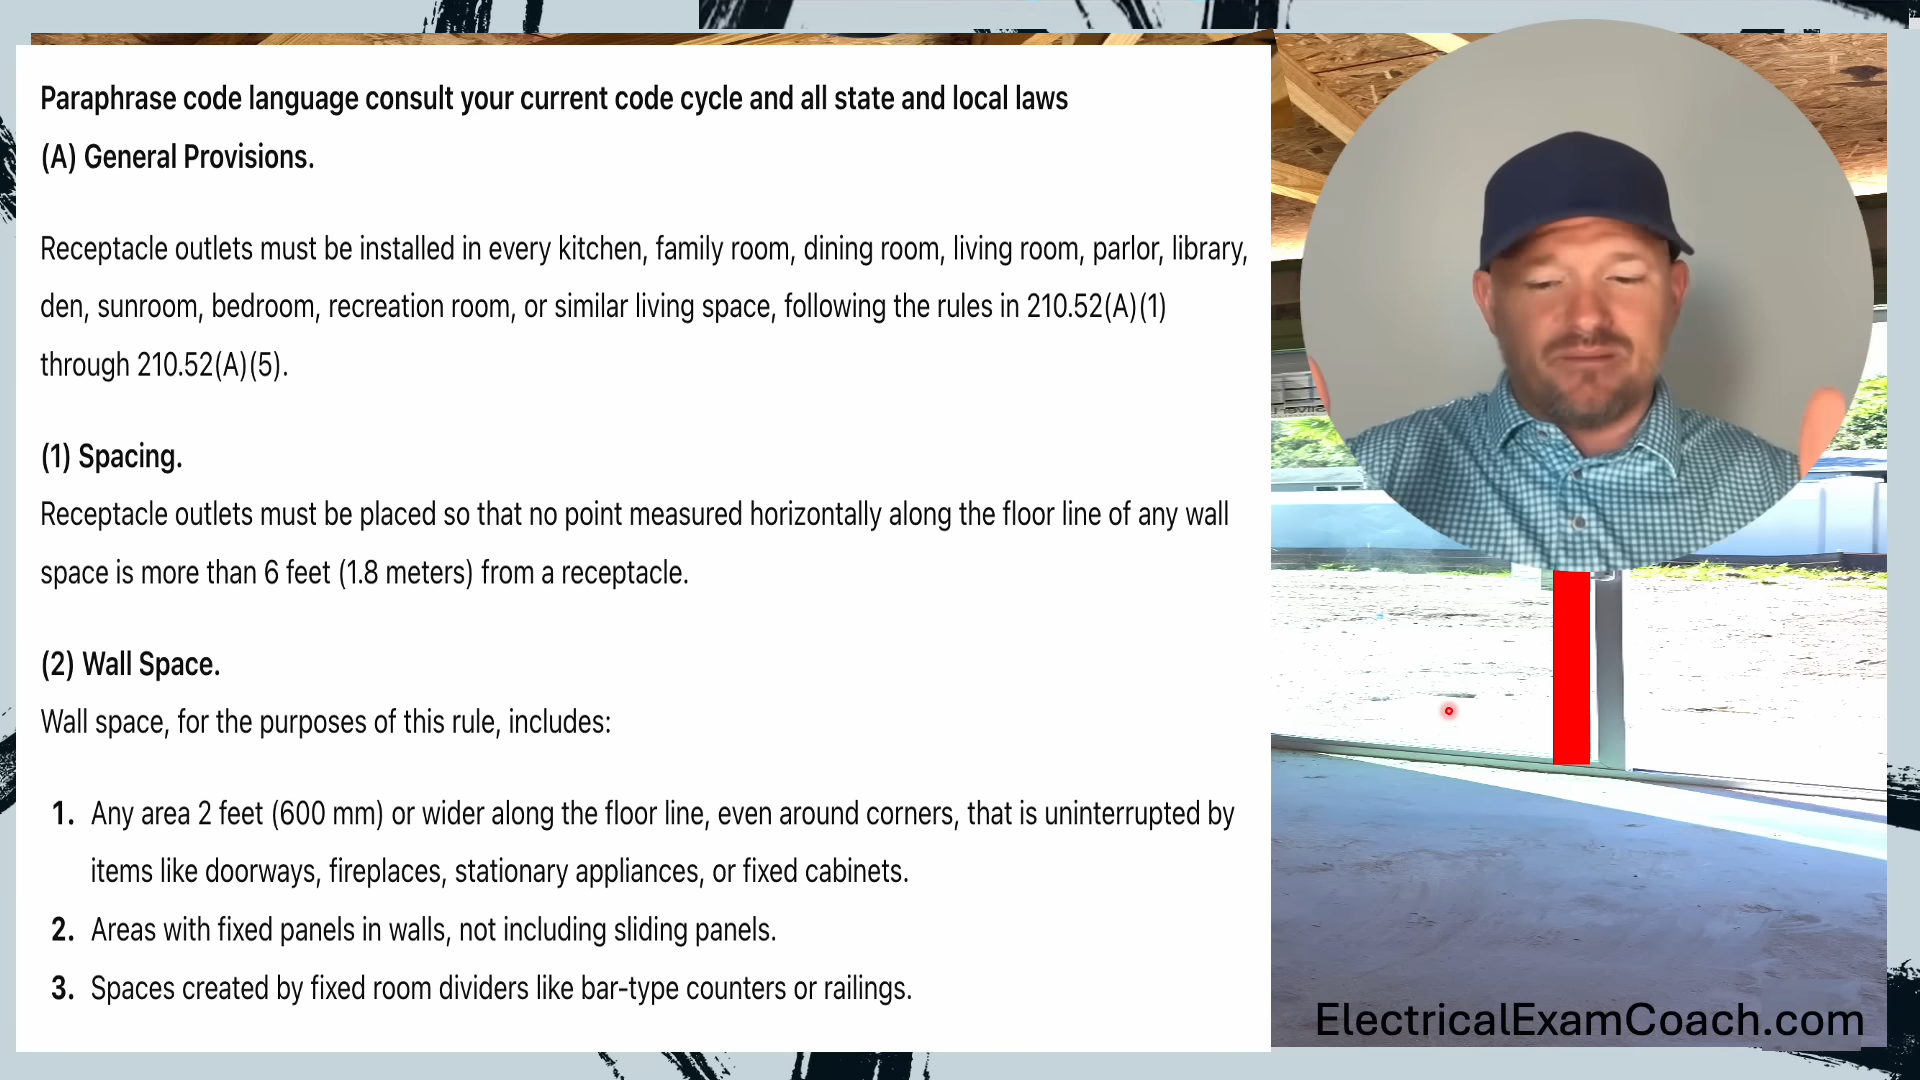 Paraphrase code language consult your current code cycle and all state and local laws
(A) General Provisions.
Receptacle outlets must be installed in every kitchen, family room, dining room, living room, parlor, library,
den, sunroom, bedroom, recreation room, or similar living space, following the rules in 210.52(A)(1)
through 210.52(A)(5).
(1) Spacing.
Receptacle outlets must be placed so that no point measured horizontally along the floor line of any wall
space is more than 6 feet (1.8 meters) from a receptacle.
(2) Wall Space.
Wall space, for the purposes of this rule, includes:
1. Any area 2 feet (600 mm) or wider along the floor line, even around corners, that is uninterrupted by
items like doorways, fireplaces, stationary appliances, or fixed cabinets.
2. Areas with fixed panels in walls, not including sliding panels.
3. Spaces created by fixed room dividers like bar-type counters or railings.
ElectricalExamCoach.com